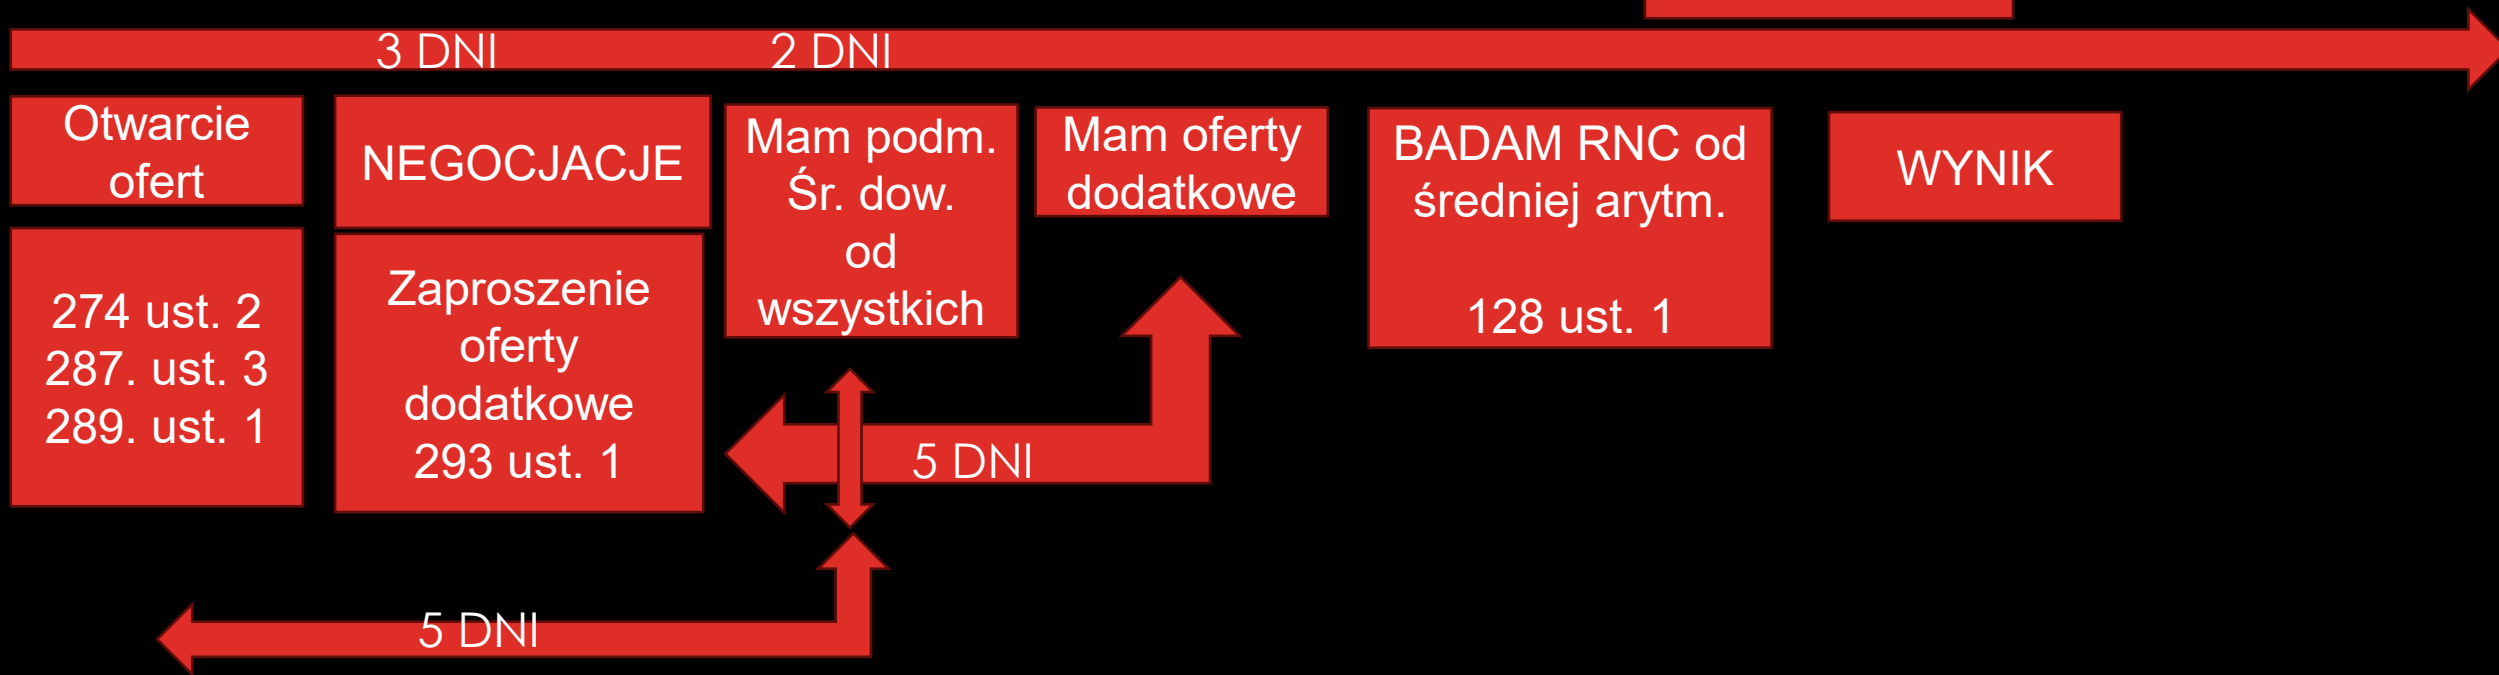 3 DNI
2 DNI
Otwarcie
ofert
274 ust. 2
287. ust. 3
289. ust. 1
NEGOCJACJE
Zaproszenie
oferty
dodatkowe
293 ust. 1
Mam podm.
Śr. dow.
od
wszystkich
Mam oferty
dodatkowe
BADAM RNC od
średniej arytm.
128 ust. 1
WYNIK
5 DNI
5 DNI